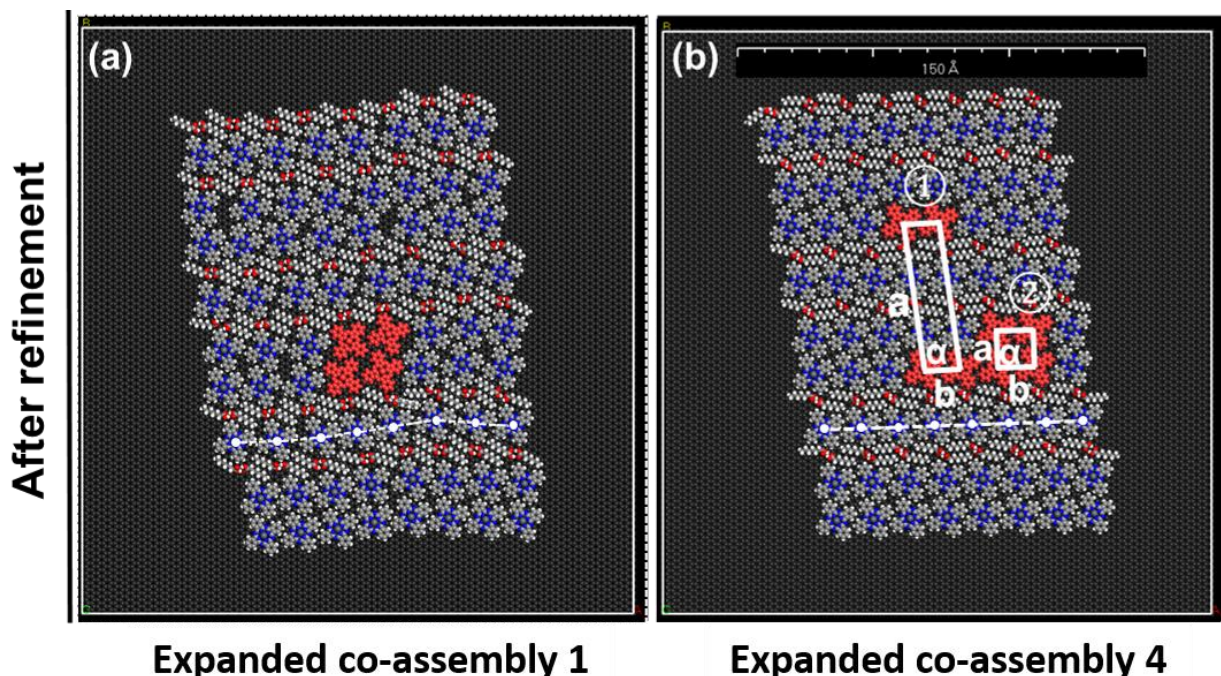 After refinement
B
(a)
C
A
B
(b)
150 Å
1
a
α
b
2
a
α
b
C
Expanded co-assembly 1
Expanded co-assembly 4